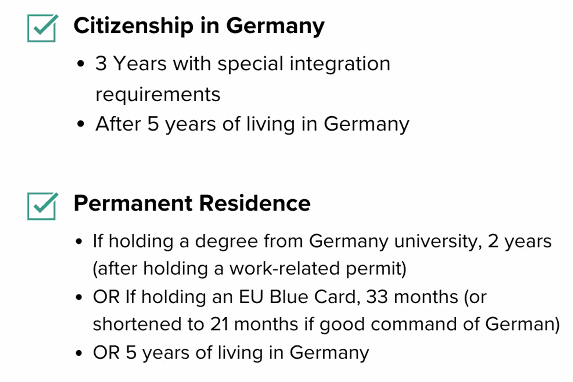 Citizenship in Germany
• 3 Years with special integration
requirements
• After 5 years of living in Germany
Permanent Residence
• If holding a degree from Germany university, 2 years
(after holding a work-related permit)
• OR If holding an EU Blue Card, 33 months (or
shortened to 21 months if good command of German)
• OR 5 years of living in Germany